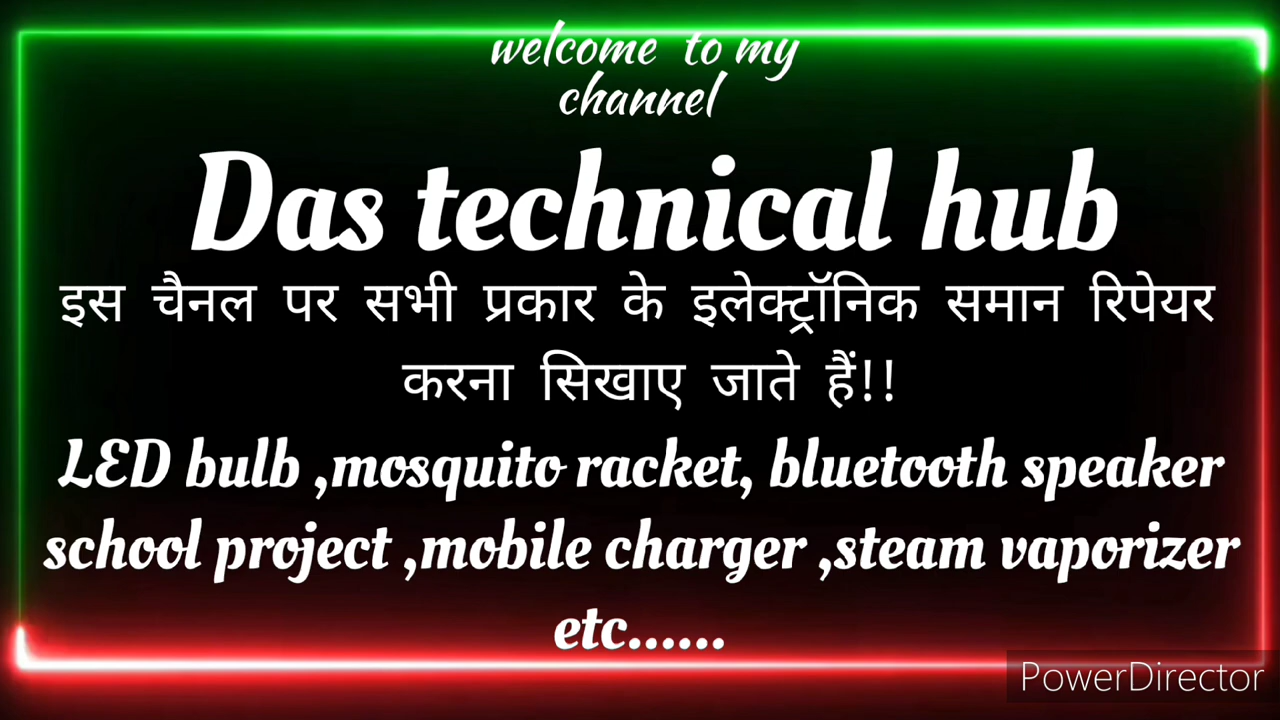 welcome to my
channel
Das technical hub
इस चैनल पर सभी प्रकार के इलेक्ट्रॉनिक समान रिपेयर
करना सिखाए जाते हैं!!
LED bulb ,mosquito racket, bluetooth speaker
school project ,mobile charger ,steam vaporizer
etc......
PowerDirector